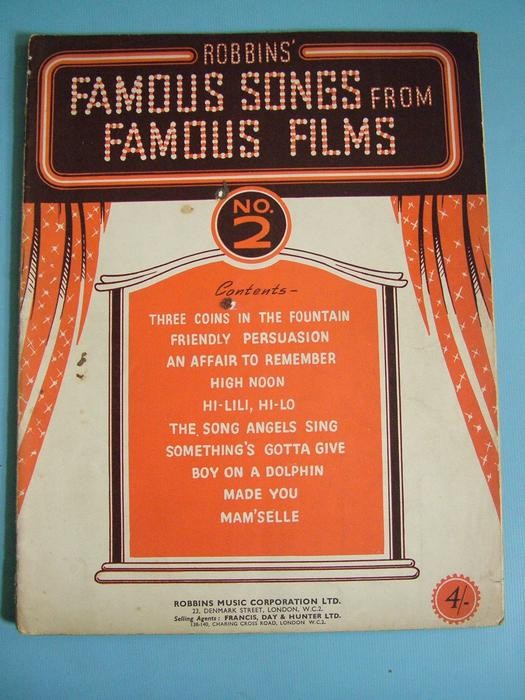 ROBBINS'
FAMOUS SONGS FROM
FAMOUS FILMS
NO.
2
Contents-
THREE COINS IN THE FOUNTAIN
FRIENDLY PERSUASION
AN AFFAIR TO REMEMBER
HIGH NOON
HI-LILI, HI-LO
THE SONG ANGELS SING
SOMETHING'S GOTTA GIVE
BOY ON A DOLPHIN
MADE YOU
MAM'SELLE
ROBBINS MUSIC CORPORATION LTD.
23, DENMARK STREET, LONDON, W.C.2.
Selling Agents: FRANCIS, DAY & HUNTER LTD.
138-140, CHARING CROSS ROAD, LONDON W.C.2.
4/-